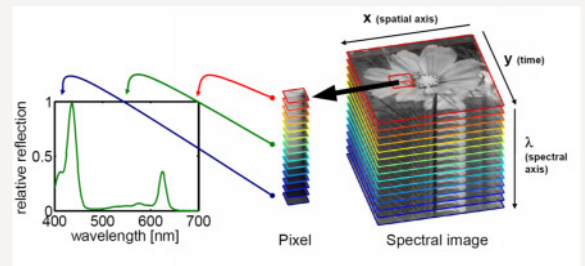 x (spatial axis)
y (time)
λ
(spectral
axis)
relative reflection
1
0.5
0
400 500 600 700
wavelength [nm]
Pixel
Spectral image